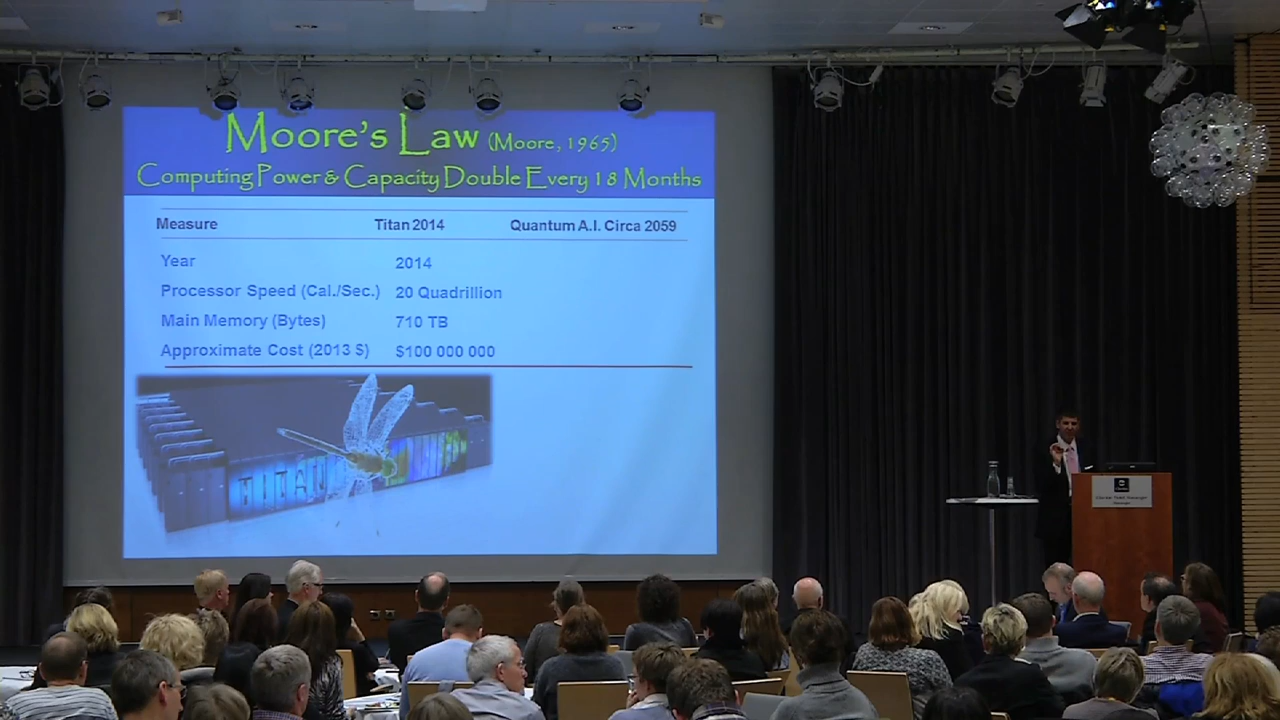 Moore's Law (Moore, 1965)
Computing Power & Capacity Double Every 18 Months
Measure Titan 2014 Quantum A.I. Circa 2059
Year 2014
Processor Speed (Cal./Sec.) 20 Quadrillion
Main Memory (Bytes) 710 TB
Approximate Cost (2013 $) $100 000 000
TITAN